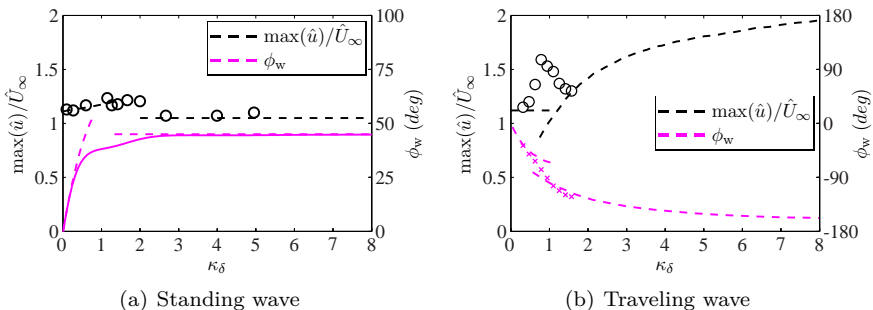 2
100
2
180
max(û)/Û∞
ϕw
1.5
75
1.5
90
max(û)/Û∞
1
50
ϕw (deg)
max(û)/Û∞
1
max(û)/Û∞
ϕw
0
ϕw (deg)
0.5
25
0.5
-90
0
0
0
-180
0 1 2 3 4 5 6 7 8
0 1 2 3 4 5 6 7 8
κδ
κδ
(a) Standing wave
(b) Traveling wave